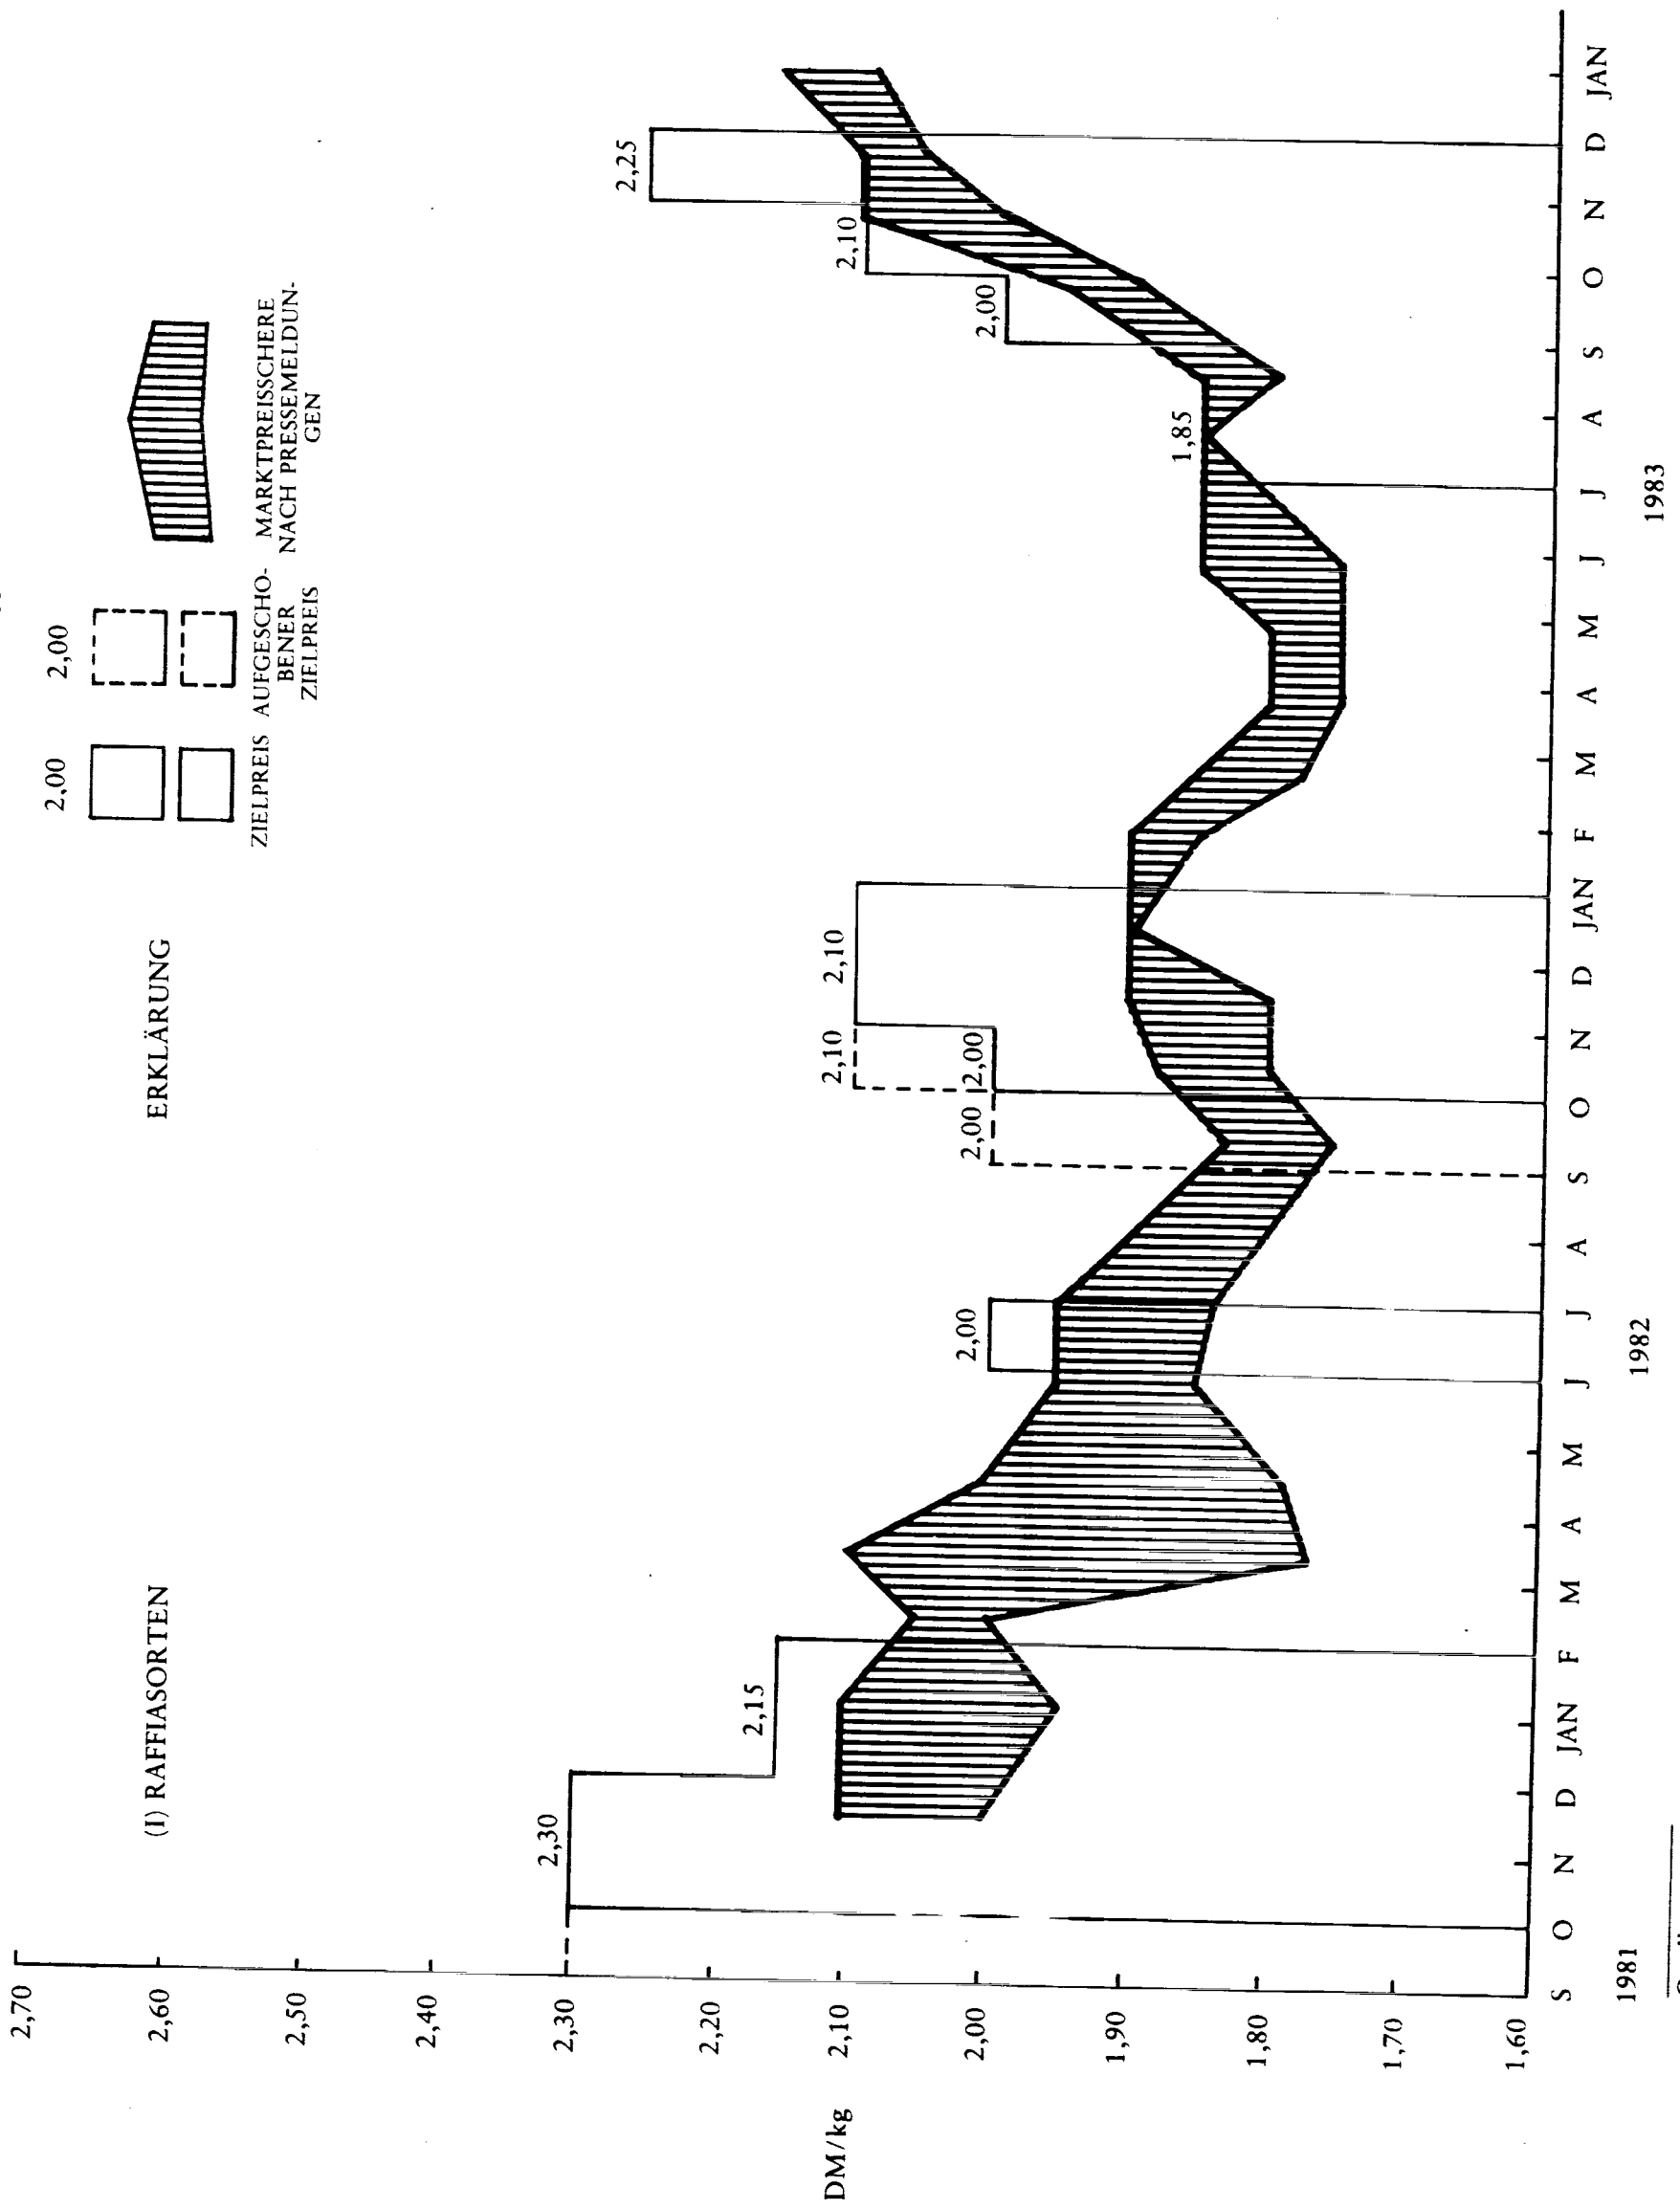 (I) RAFFIASORTEN
ERKLÄRUNG
2,00
2,00
ZIELPREIS
AUFGESCHO-
BENER
ZIELPREIS
MARKTPREISSCHERE
NACH PRESSEMELDUN-
GEN
DM/kg
2,70
2,60
2,50
2,40
2,30
2,20
2,10
2,00
1,90
1,80
1,70
1,60
2,30
2,15
2,00
2,00
2,10
2,00
2,10
1,85
2,00
2,10
2,25
S O N D JAN F M A M J J A S O N D JAN F M A M J J A S O N D JAN
1981
1982
1983